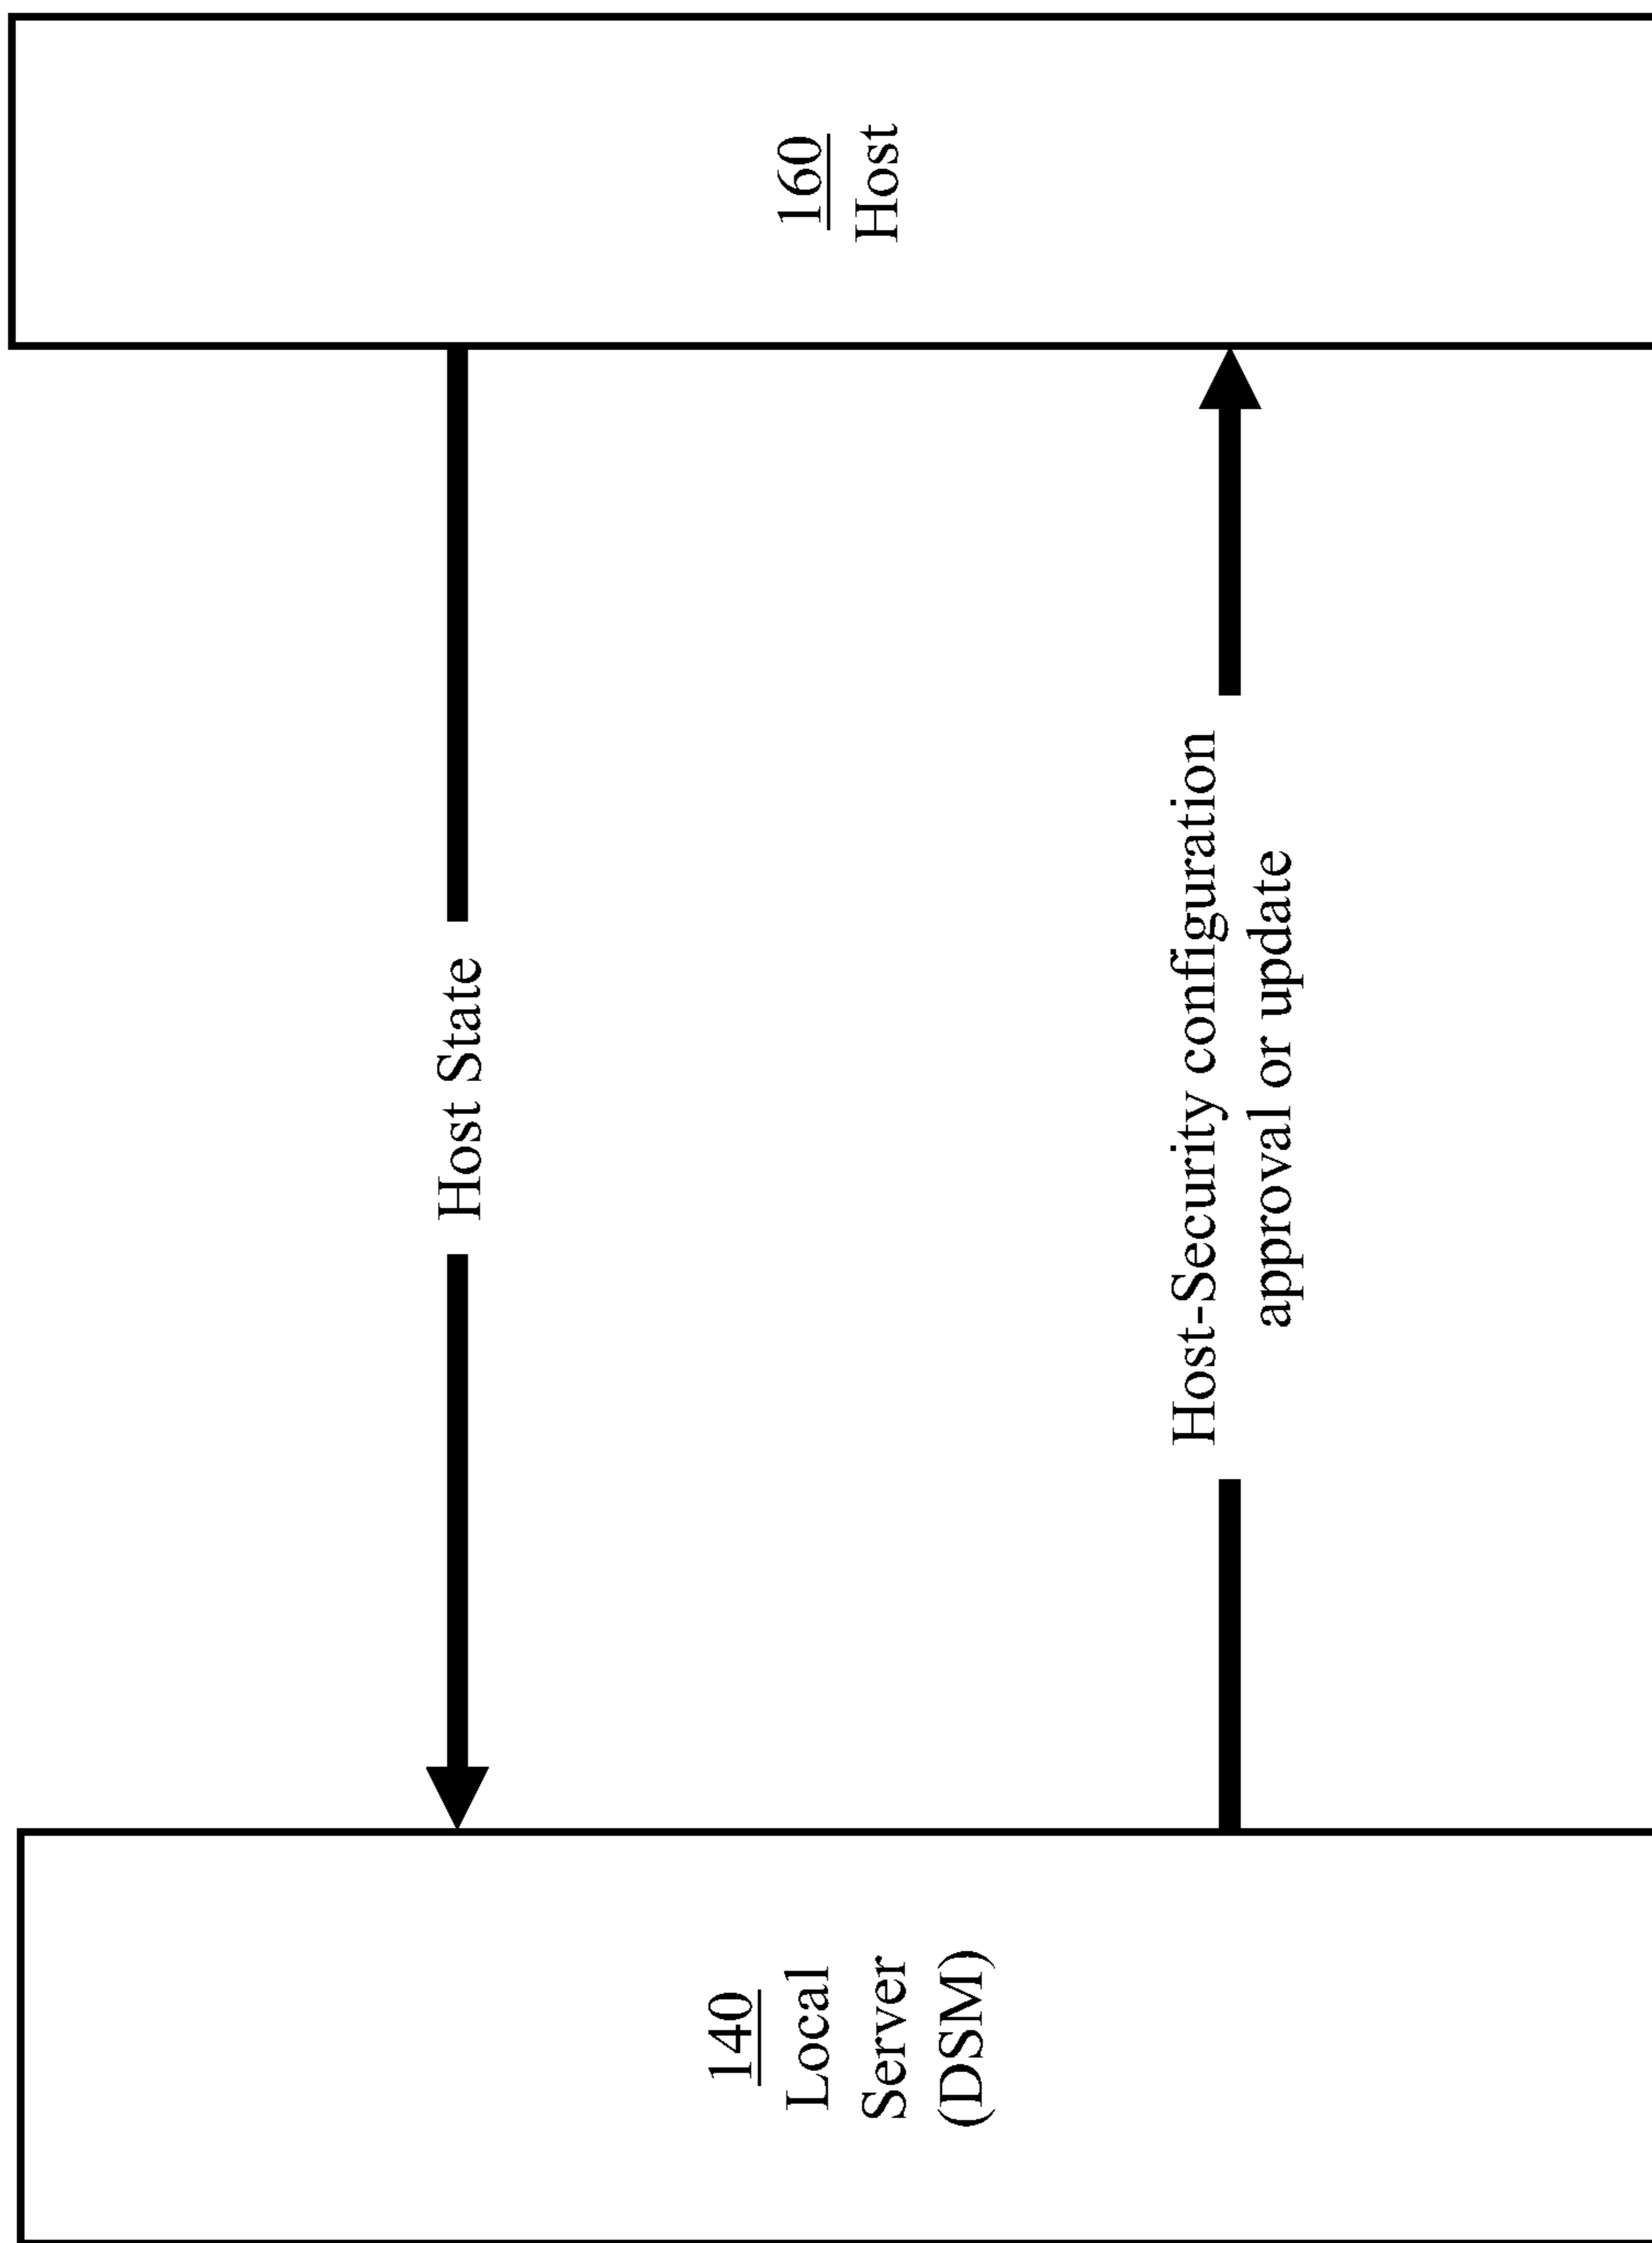 140
Local
Server
(DSM)
Host State
Host-Security configuration
approval or update
160
Host